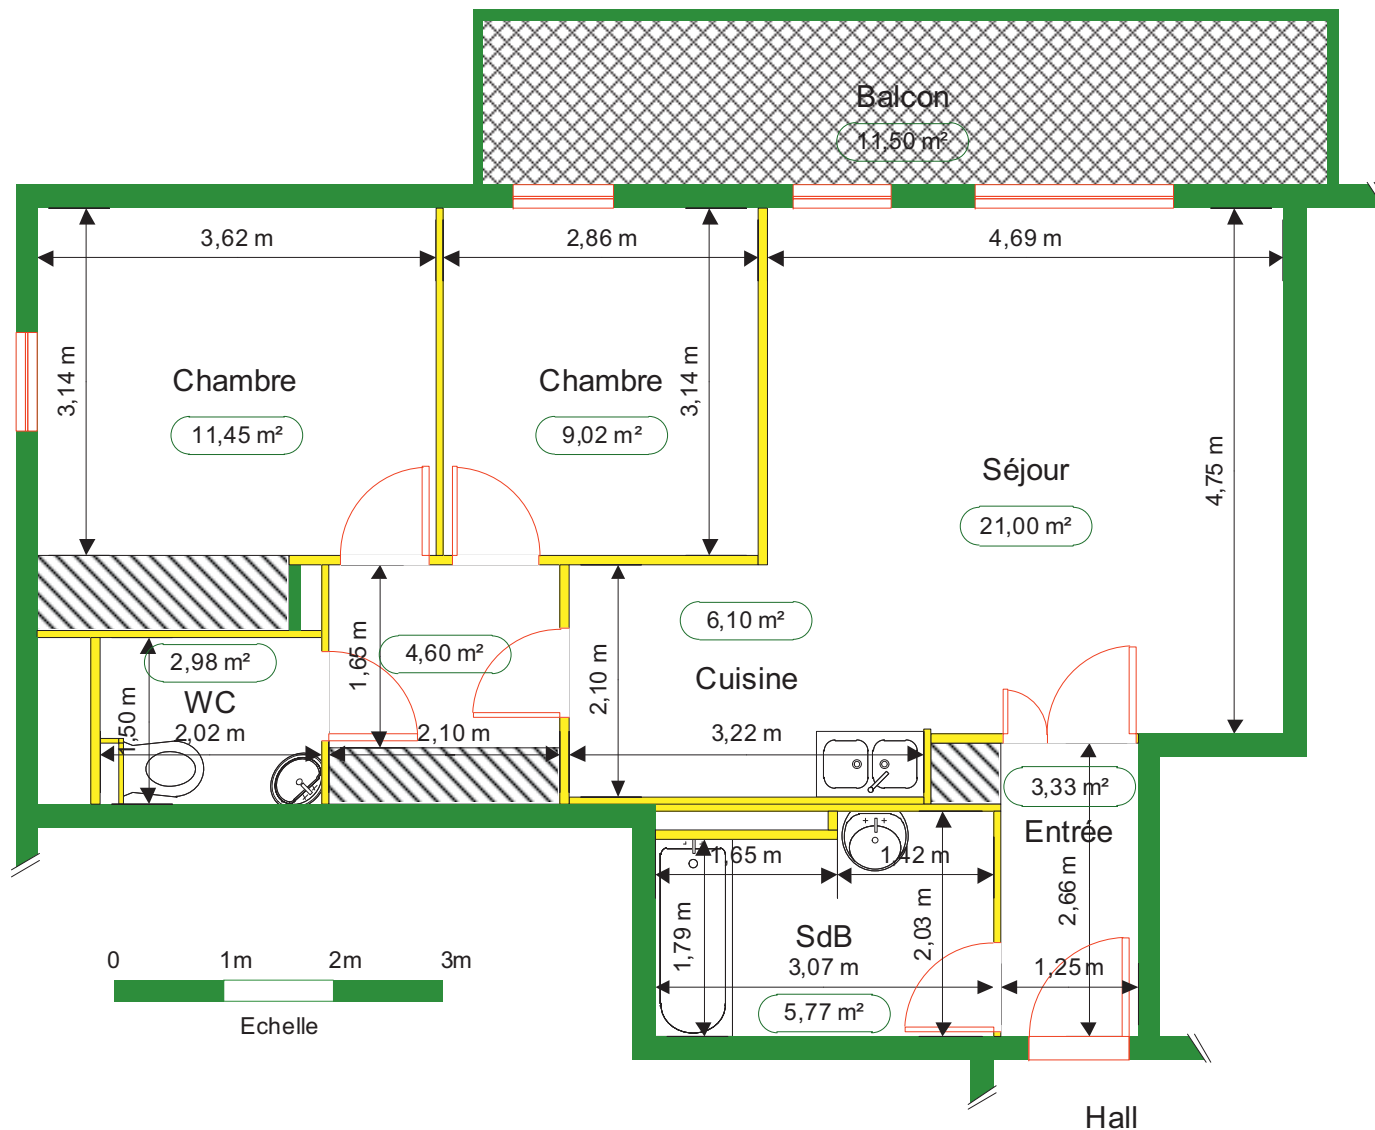 Balcon
11,50 m²
3,62 m
2,86 m
4,69 m
3,14 m
Chambre
11,45 m²
Chambre
9,02 m²
3,14 m
Séjour
21,00 m²
4,75 m
2,98 m²
WC
1,50 m
2,02 m
1,65 m
4,60 m²
2,10 m
2,10 m
6,10 m²
Cuisine
3,22 m
3,33 m²
Entrée
2,66 m
1,25 m
1,65 m
1,42 m
1,79 m
2,03 m
SdB
3,07 m
5,77 m²
0
1m
2m
3m
Echelle
Hall